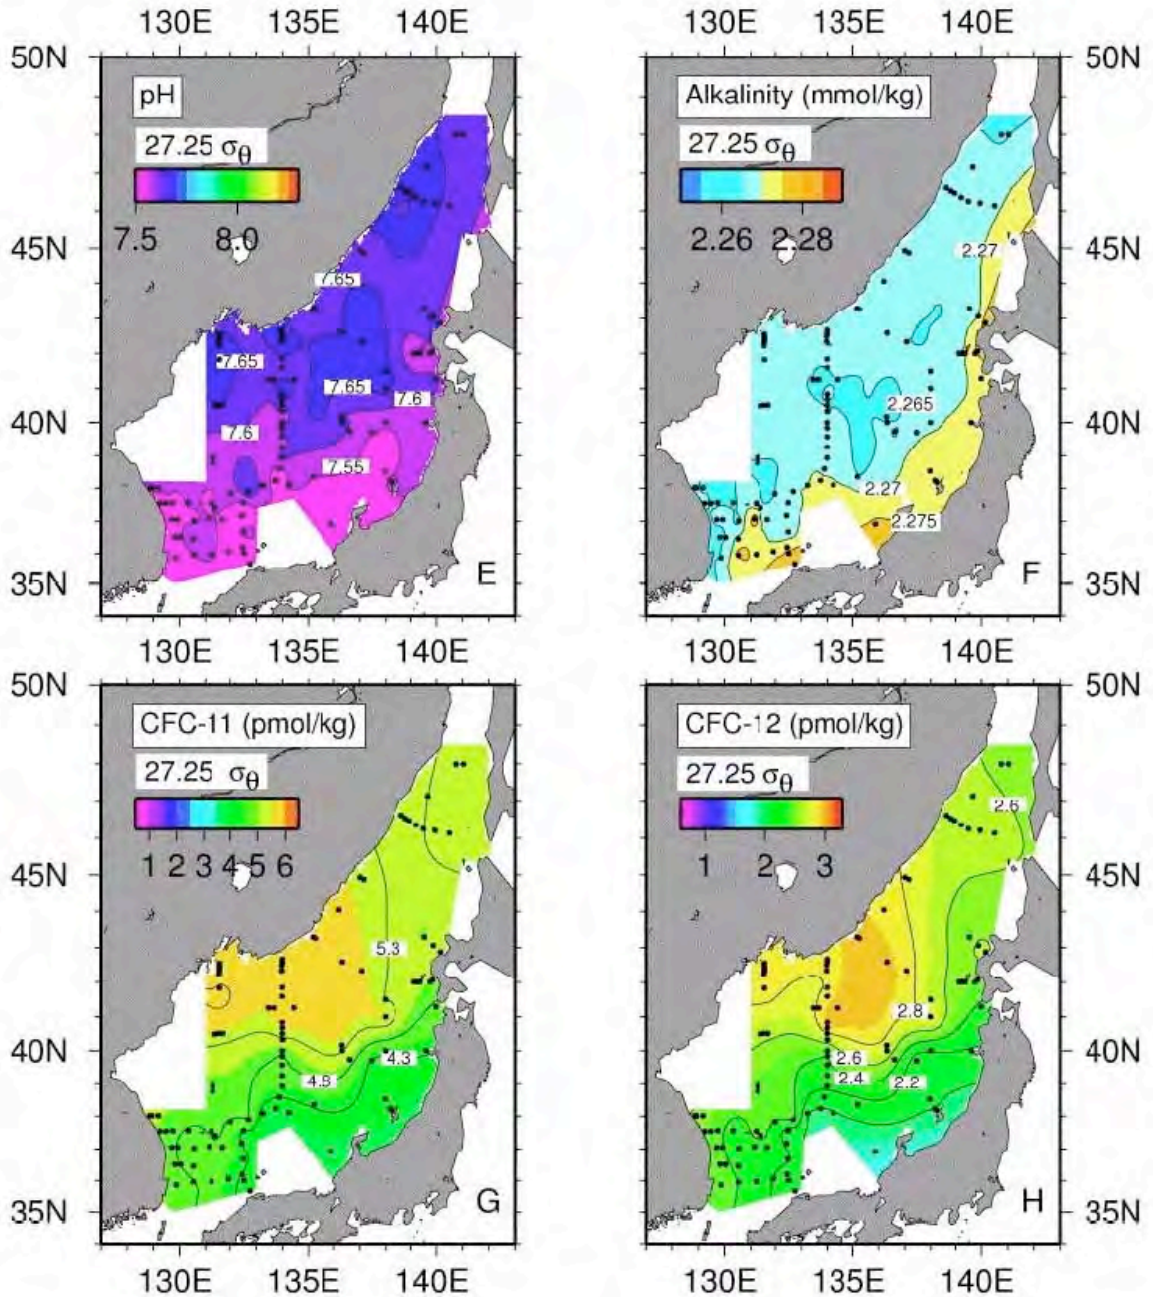 130E 135E 140E 130E 135E 140E
50N 50N
pH Alkalinity (mmol/kg)
27.25 σθ 27.25 σθ
7.5 8.0 2.26 2.28
45N 2.27 45N
7.65
7.65 7.65 7.6 2.265
40N 40N
7.6
7.55 2.27
2.275
35N E F 35N
130E 135E 140E 130E 135E 140E
50N 50N
CFC-11 (pmol/kg) CFC-12 (pmol/kg)
27.25 σθ 27.25 σθ
2.6
1 2 3 4 5 6 1 2 3
45N 45N
5.3
2.8
40N 4.3 2.6 40N
4.8 2.4 2.2
35N G H 35N
130E 135E 140E 130E 135E 140E